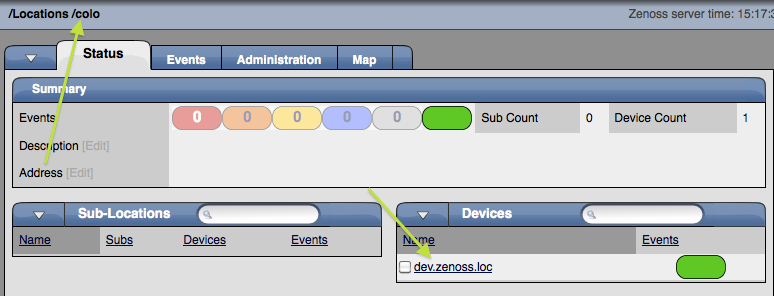 /Locations /colo
Zenoss server time: 15:17:3
Status Events Administration Map
Summary
Events 0 0 0 0 0 Sub Count 0 Device Count 1
Description [Edit]
Address [Edit]
Sub-Locations
Name Subs Devices Events
Devices
Name Events
dev.zenoss.loc